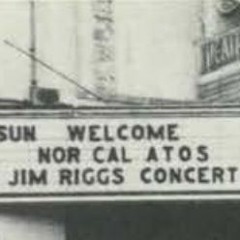 SUN WELCOME
NOR CAL ATOS
JIM RIGGS CONCERT